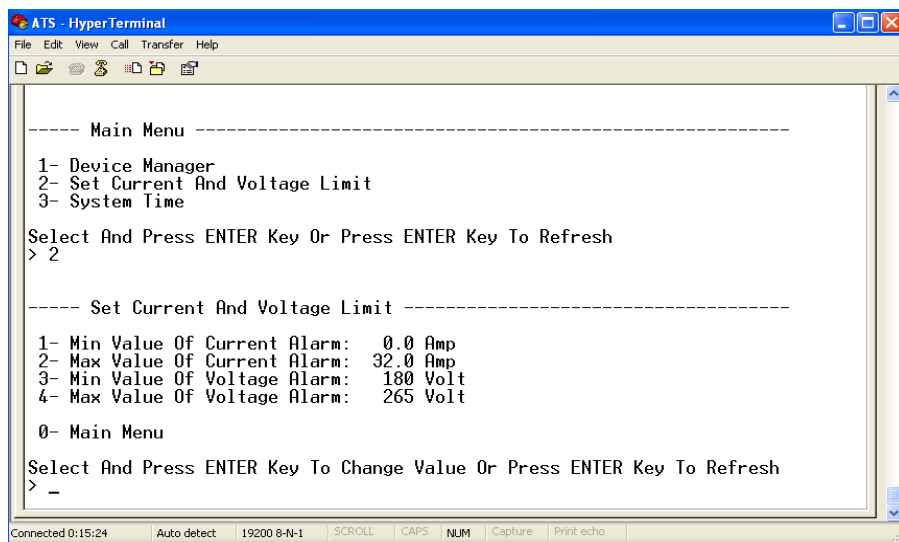 ATS - HyperTerminal
File Edit View Call Transfer Help
----- Main Menu ---------------------------------------------------------
1- Device Manager
2- Set Current And Voltage Limit
3- System Time
Select And Press ENTER Key Or Press ENTER Key To Refresh
> 2
----- Set Current And Voltage Limit -------------------------------------
1- Min Value Of Current Alarm:   0.0 Amp
2- Max Value Of Current Alarm:  32.0 Amp
3- Min Value Of Voltage Alarm:   180 Volt
4- Max Value Of Voltage Alarm:   265 Volt
0- Main Menu
Select And Press ENTER Key To Change Value Or Press ENTER Key To Refresh
> _
Connected 0:15:24 Auto detect 19200 8-N-1 SCROLL CAPS NUM Capture Print echo